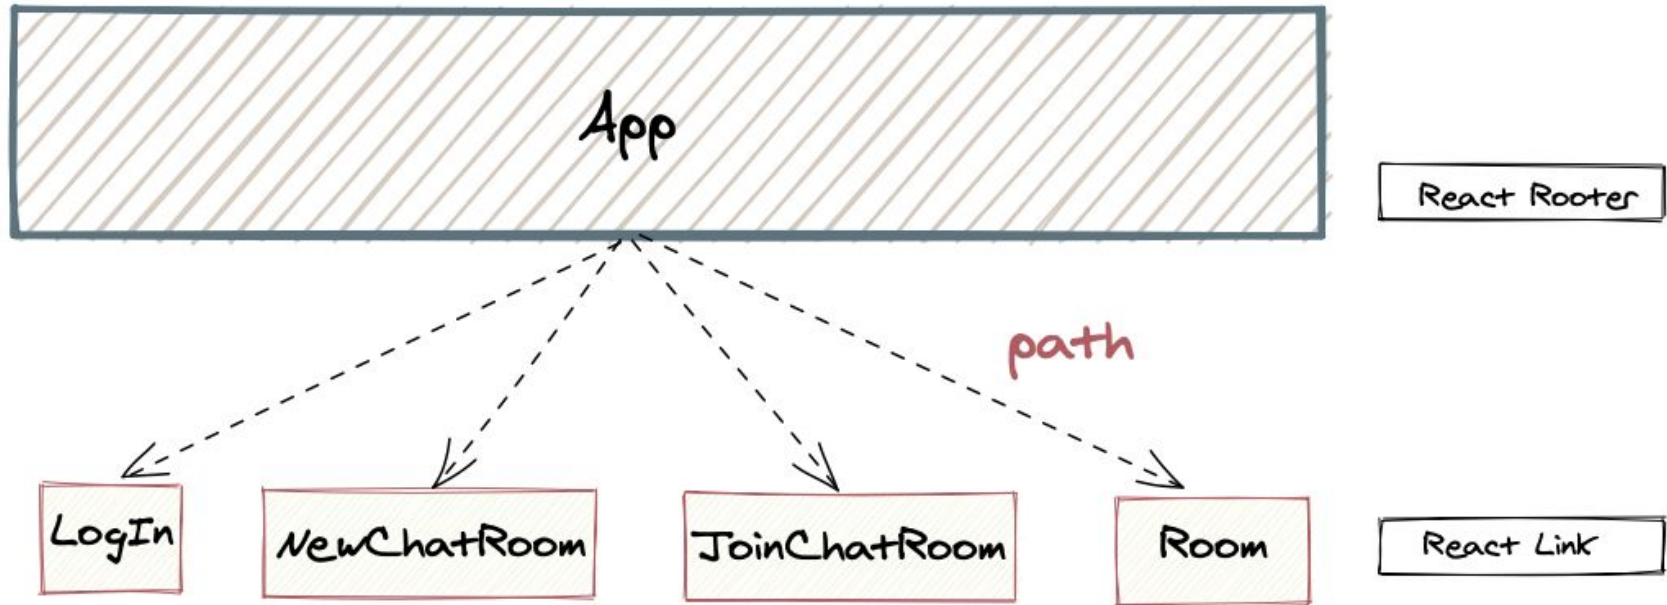 App
React Rooter
path
LogIn
NewChatRoom
JoinChatRoom
Room
React Link